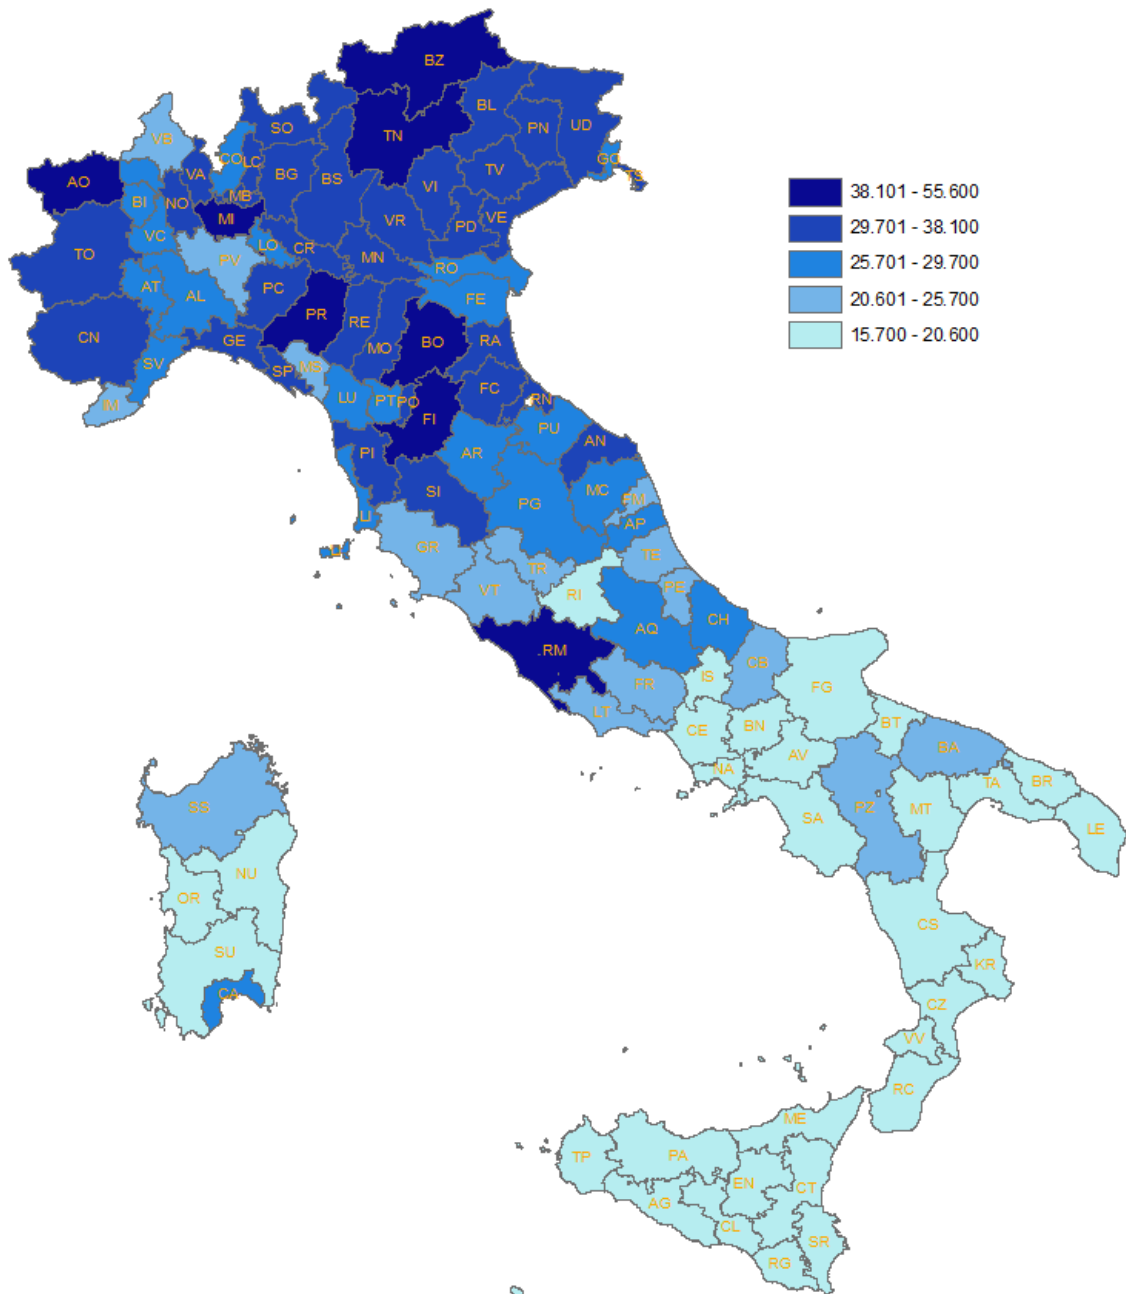 BZ
BL
PN
UD
TN
SO
VB
CO
LC
VA
BG
BS
VI
TV
GO
TS
AO
BI
NO
MB
MI
VR
PD
VE
VC
TO
PV
LO
CR
MN
RO
AT
AL
PC
FE
CN
GE
PR
RE
MO
BO
RA
SV
SP
MS
FC
IM
LU
PT
PO
FI
RN
PU
AN
PI
AR
SI
PG
MC
FM
AP
LI
LI
GR
TR
TE
VT
RI
PE
AQ
CH
.RM
FR
IS
CB
LT
FG
CE
BN
BT
BA
AV
NA
PZ
MT
TA
BR
SA
LE
SS
NU
OR
SU
CA
CS
KR
CZ
VV
RC
ME
TP
PA
EN
CT
AG
CL
SR
RG
38.101 - 55.600
29.701 - 38.100
25.701 - 29.700
20.601 - 25.700
15.700 - 20.600